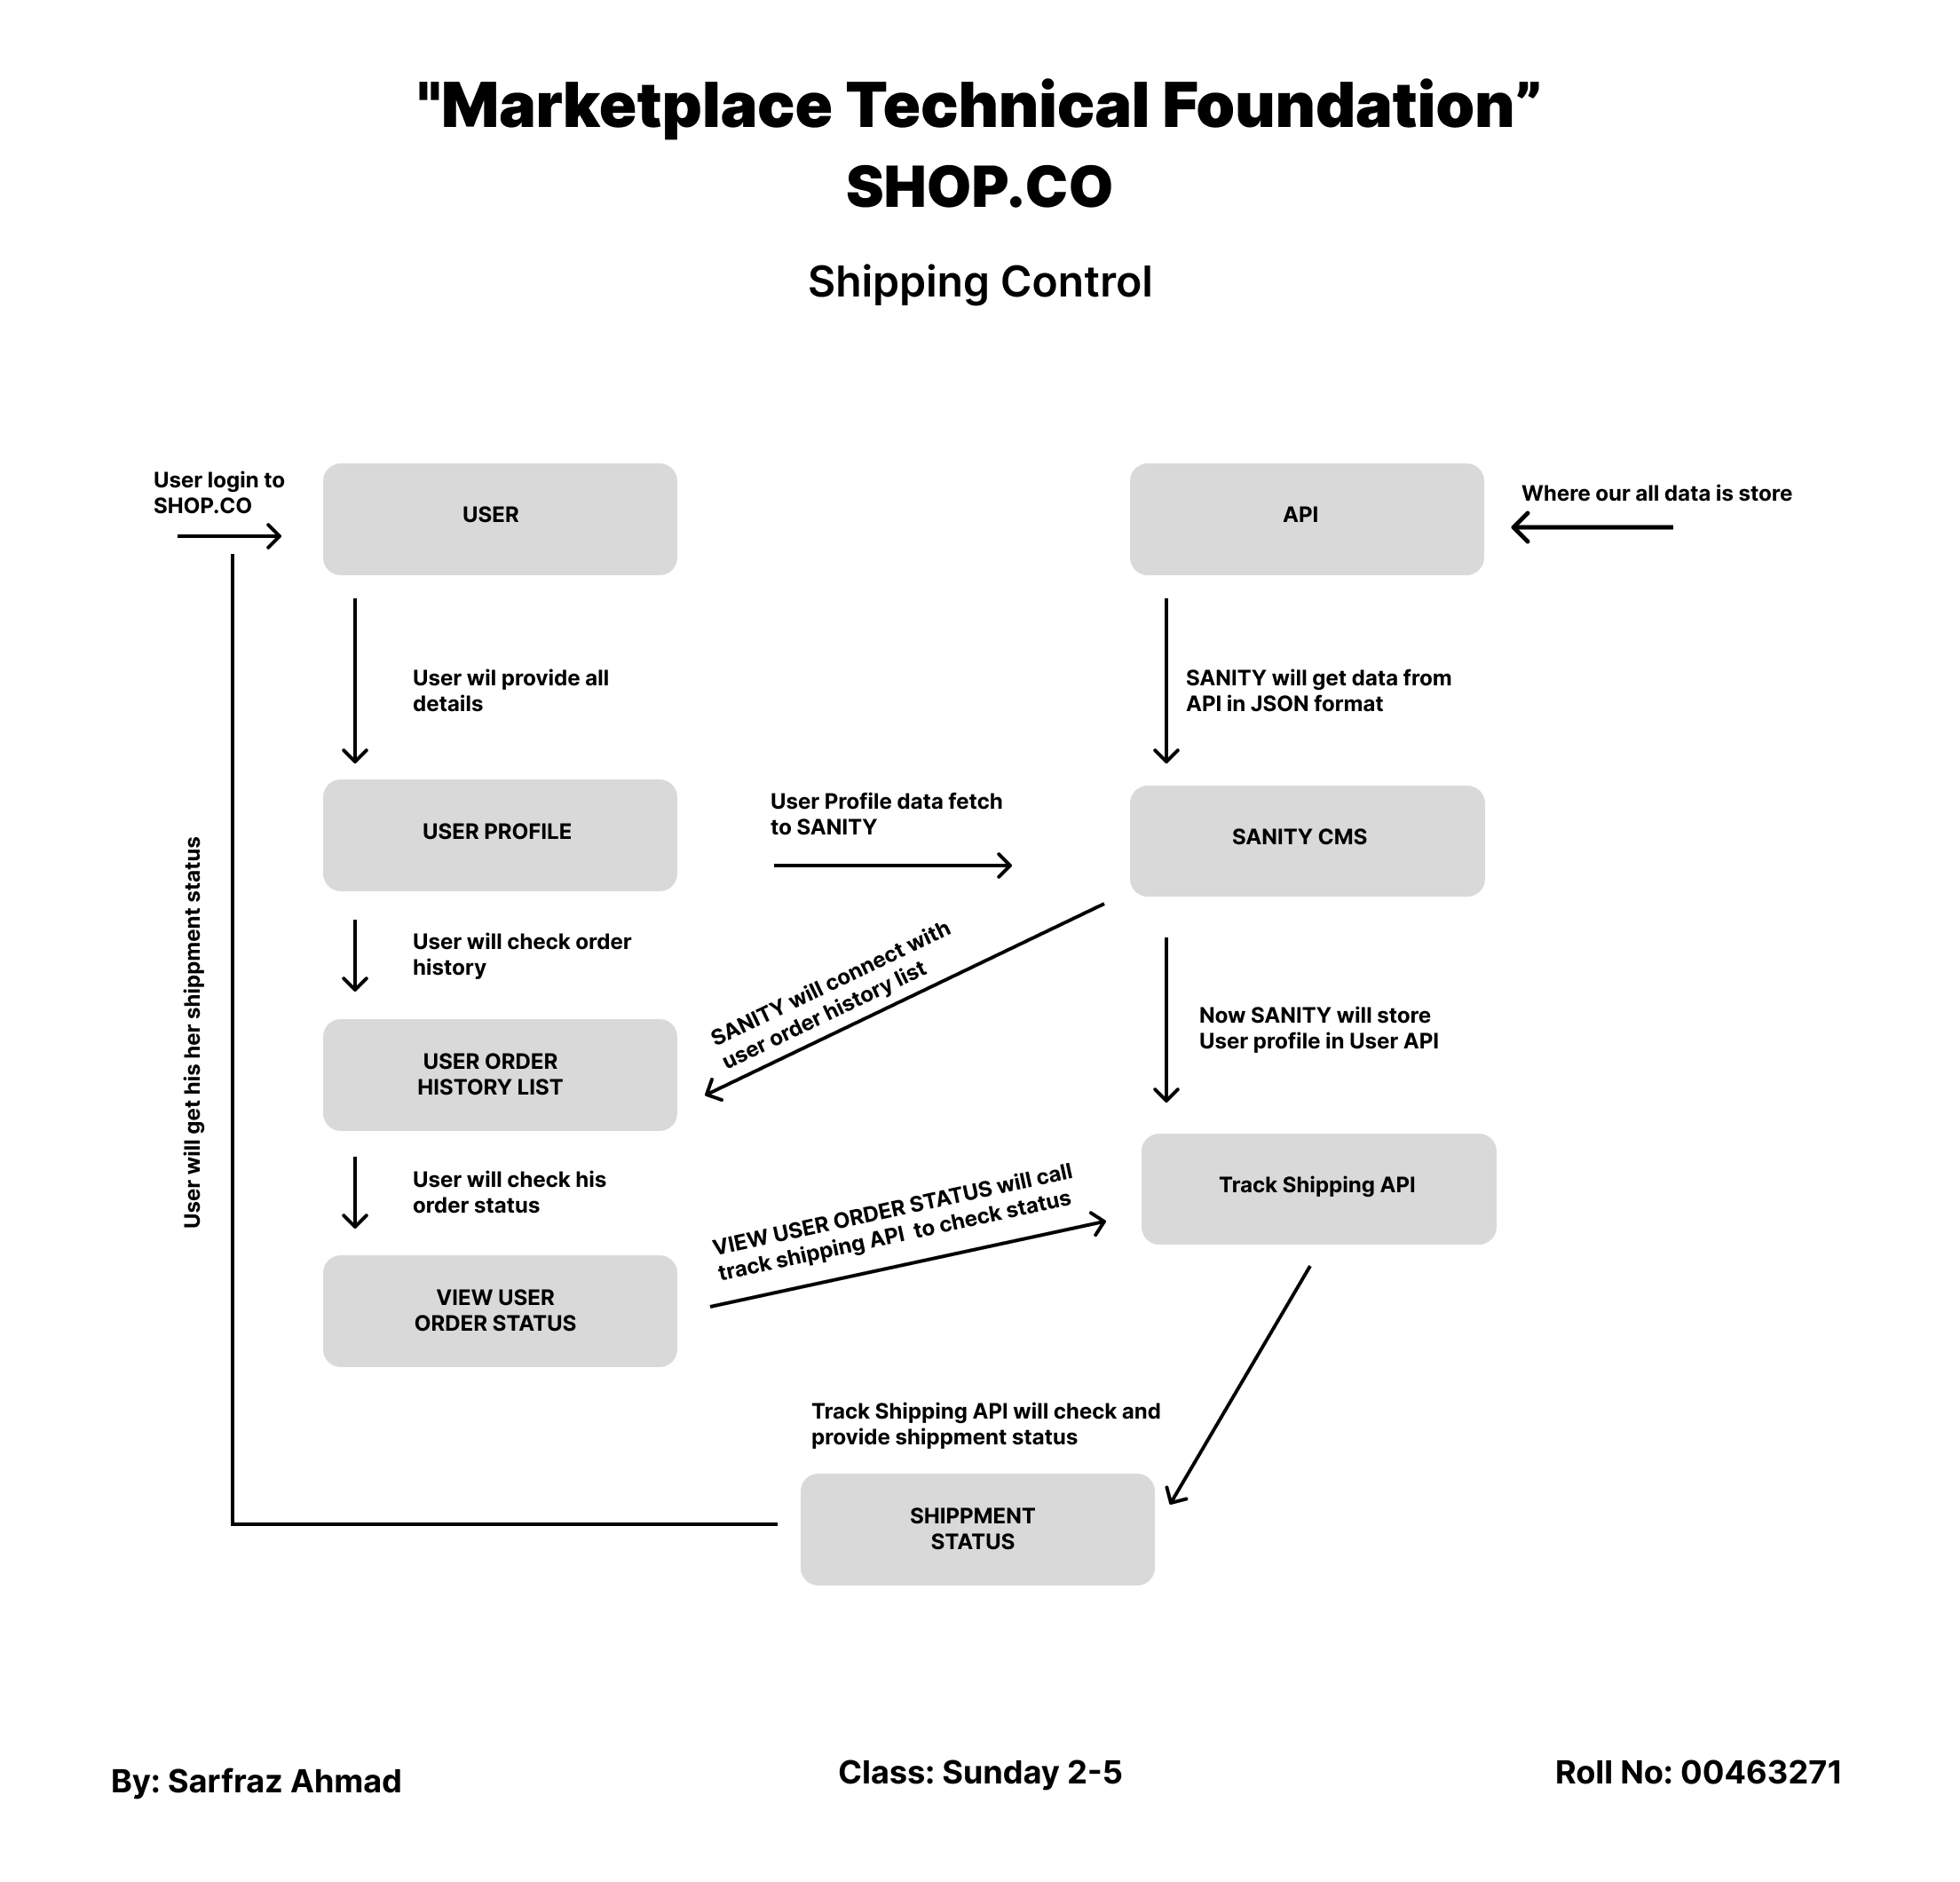 "Marketplace Technical Foundation”
SHOP.CO
Shipping Control
User login to
SHOP.CO
USER
API
Where our all data is store
User wil provide all
details
SANITY will get data from
API in JSON format
USER PROFILE
User Profile data fetch
to SANITY
SANITY CMS
User will check order
history
SANITY will connect with
user order history list
Now SANITY will store
User profile in User API
User will get his her shippment status
USER ORDER
HISTORY LIST
User will check his
order status
VIEW USER ORDER STATUS will call
track shipping API to check status
Track Shipping API
VIEW USER
ORDER STATUS
Track Shipping API will check and
provide shippment status
SHIPPMENT
STATUS
By: Sarfraz Ahmad
Class: Sunday 2-5
Roll No: 00463271